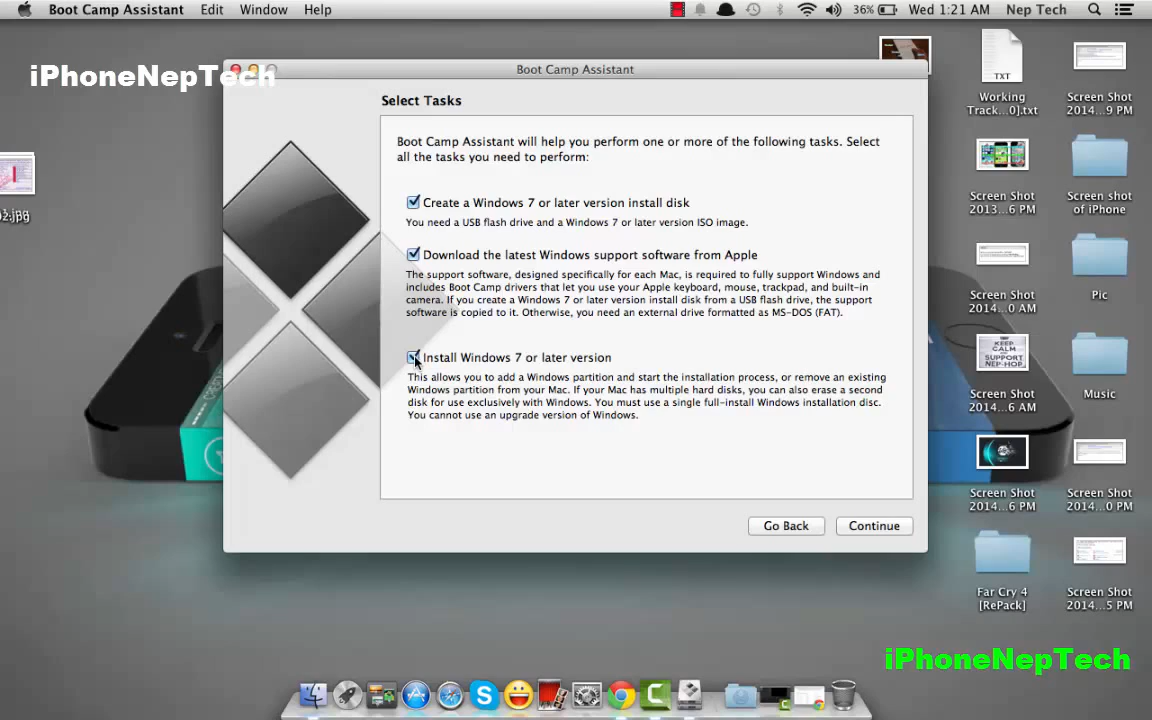 Boot Camp Assistant Edit Window Help 36% Wed 1:21 AM Nep Tech
iPhoneNepTech
Boot Camp Assistant
Select Tasks
Boot Camp Assistant will help you perform one or more of the following tasks. Select
all the tasks you need to perform:
Create a Windows 7 or later version install disk
You need a USB flash drive and a Windows 7 or later version ISO image.
Download the latest Windows support software from Apple
The support software, designed specifically for each Mac, is required to fully support Windows and
includes Boot Camp drivers that let you use your Apple keyboard, mouse, trackpad, and built-in
camera. If you create a Windows 7 or later version install disk from a USB flash drive, the support
software is copied to it. Otherwise, you need an external drive formatted as MS-DOS (FAT).
Install Windows 7 or later version
This allows you to add a Windows partition and start the installation process, or remove an existing
Windows partition from your Mac. If your Mac has multiple hard disks, you can also erase a second
disk for use exclusively with Windows. You must use a single full-install Windows installation disc.
You cannot use an upgrade version of Windows.
Go Back
Continue
TXT
Working
Track...0].txt
Screen Shot
2014...9 PM
Screen Shot
2013...6 PM
Screen shot
of iPhone
Screen Shot
2014...0 AM
Pic
KEEP
CALM
AND
SUPPORT
NEP-HOP
Screen Shot
2014...6 AM
Music
Screen Shot
2014...6 PM
Screen Shot
2014...0 PM
Far Cry 4
[RePack]
Screen Shot
2014...5 PM
iPhoneNepTech